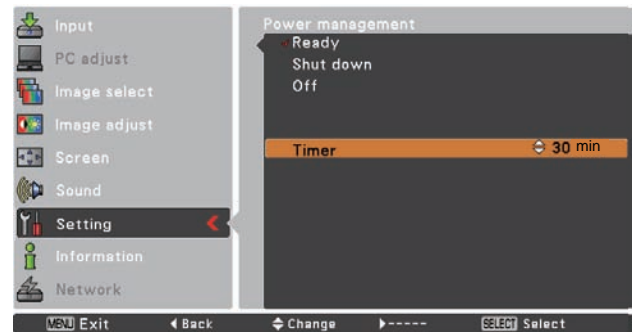 Input
PC adjust
Image select
Image adjust
Screen
Sound
Setting
Information
Network
Power management
Ready
Shut down
Off
Timer 30 min
MENU Exit Back Change ----- SELECT Select